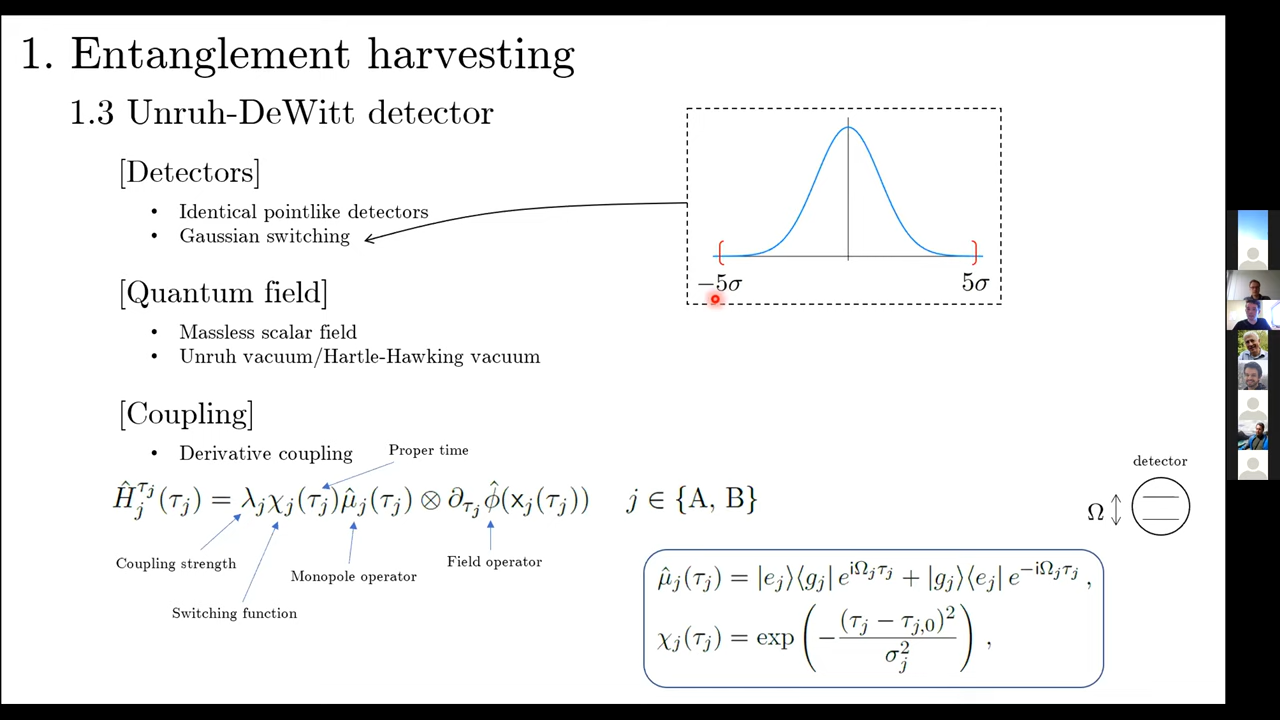 1. Entanglement harvesting
1.3 Unruh-DeWitt detector
[Detectors]
• Identical pointlike detectors
• Gaussian switching
−5σ
5σ
[Quantum field]
• Massless scalar field
• Unruh vacuum/Hartle-Hawking vacuum
[Coupling]
• Derivative coupling
Proper time
Ĥ_j^{τ_j}(τ_j) = λ_jχ_j(τ_j)μ̂_j(τ_j) ⊗ ∂_{τ_j}ϕ̂(x_j(τ_j)) j ∈ {A, B}
Coupling strength
Switching function
Monopole operator
Field operator
detector
Ω
μ̂_j(τ_j) = |e_j⟩⟨g_j| e^{iΩ_jτ_j} + |g_j⟩⟨e_j| e^{−iΩ_jτ_j} ,
χ_j(τ_j) = exp (−(τ_j − τ_{j,0})²/σ_j²) ,